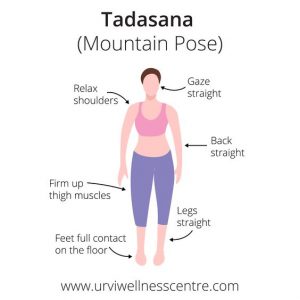 Tadasana
(Mountain Pose)
Relax
shoulders
Gaze
straight
Back
straight
Firm up
thigh muscles
Legs
straight
Feet full contact
on the floor
www.urviwellnesscentre.com